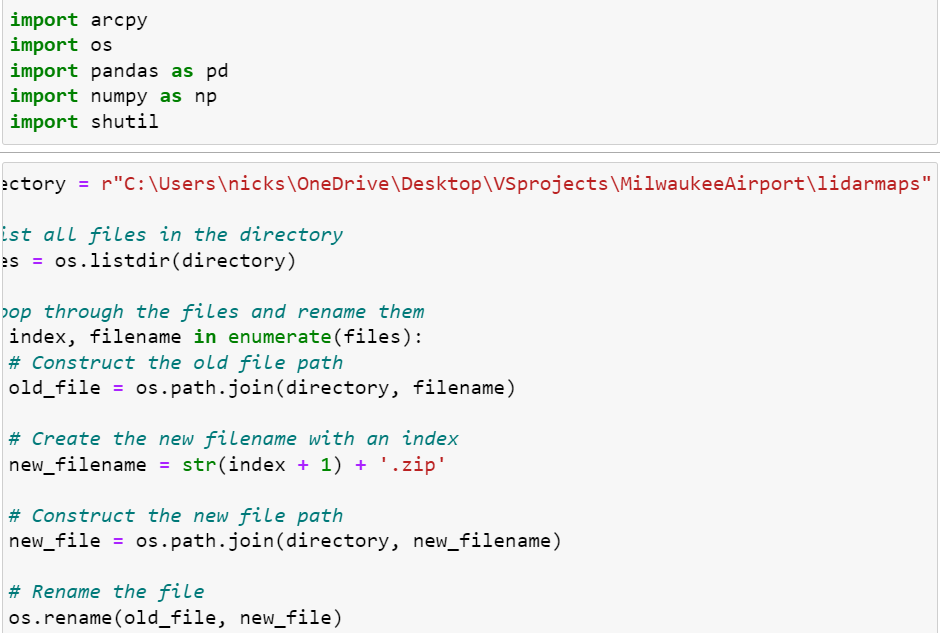 import arcpy
import os
import pandas as pd
import numpy as np
import shutil
ectory = r"C:\Users\nicks\OneDrive\Desktop\VSprojects\MilwaukeeAirport\lidarmaps"
ist all files in the directory
es = os.listdir(directory)
oop through the files and rename them
index, filename in enumerate(files):
# Construct the old file path
old_file = os.path.join(directory, filename)
# Create the new filename with an index
new_filename = str(index + 1) + '.zip'
# Construct the new file path
new_file = os.path.join(directory, new_filename)
# Rename the file
os.rename(old_file, new_file)